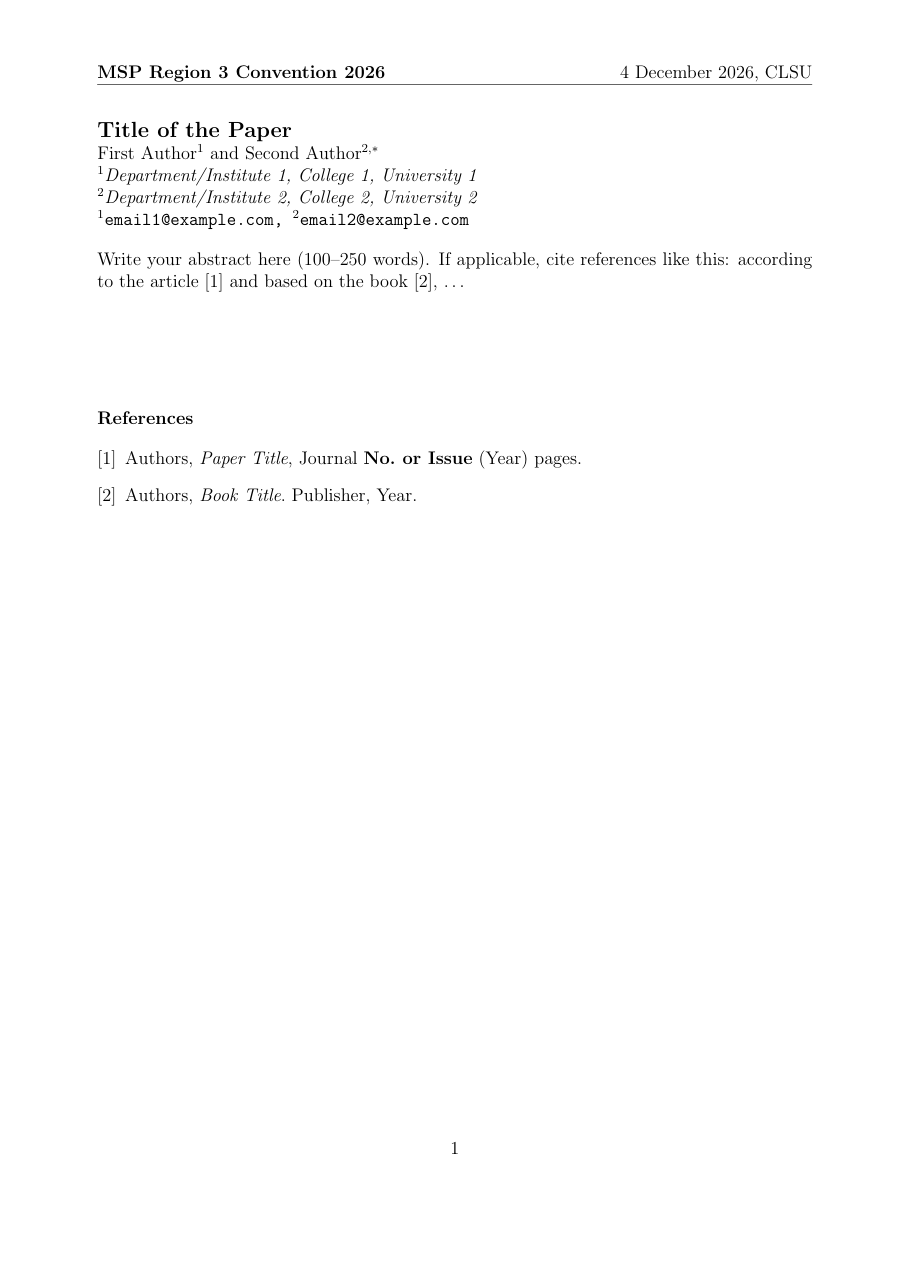 MSP Region 3 Convention 2026 4 December 2026, CLSU
Title of the Paper
First Author¹ and Second Author²,*
¹Department/Institute 1, College 1, University 1
²Department/Institute 2, College 2, University 2
¹email1@example.com, ²email2@example.com
Write your abstract here (100–250 words). If applicable, cite references like this: according
to the article [1] and based on the book [2], ...
References
[1] Authors, Paper Title, Journal No. or Issue (Year) pages.
[2] Authors, Book Title. Publisher, Year.
1